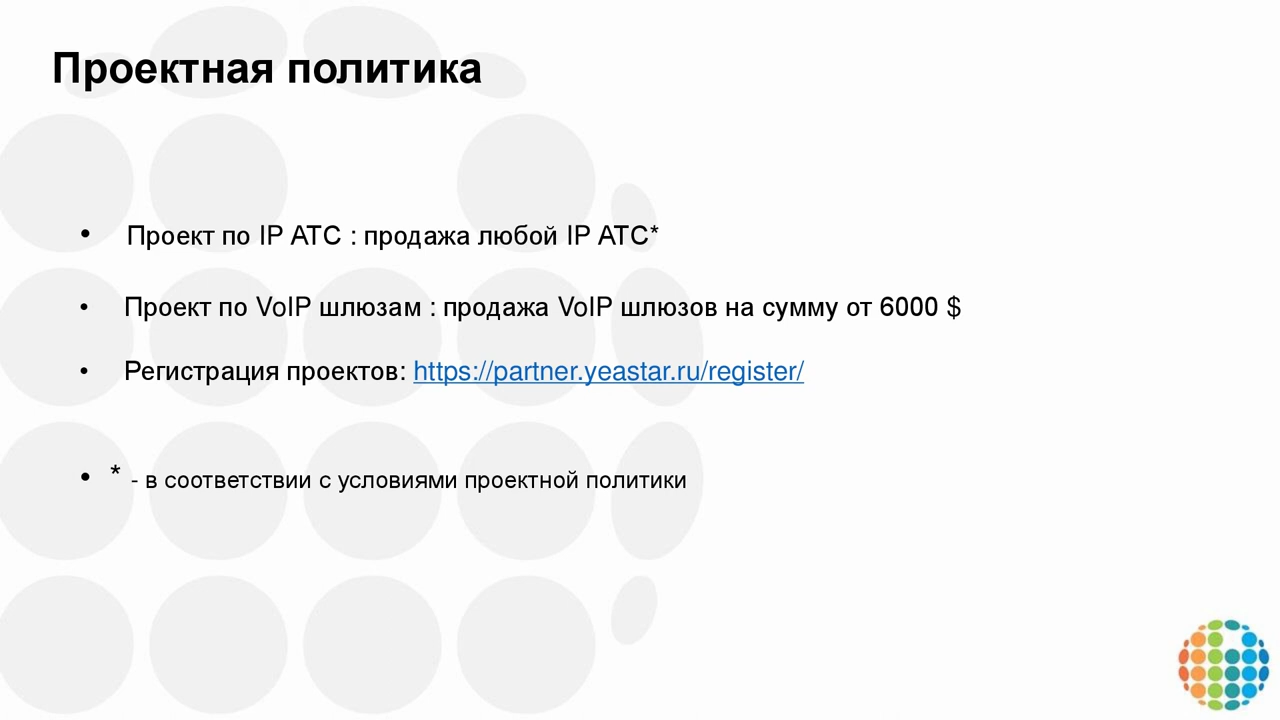 Проектная политика
• Проект по IP АТС : продажа любой IP АТС*
• Проект по VoIP шлюзам : продажа VoIP шлюзов на сумму от 6000 $
• Регистрация проектов: https://partner.yeastar.ru/register/
• * - в соответствии с условиями проектной политики